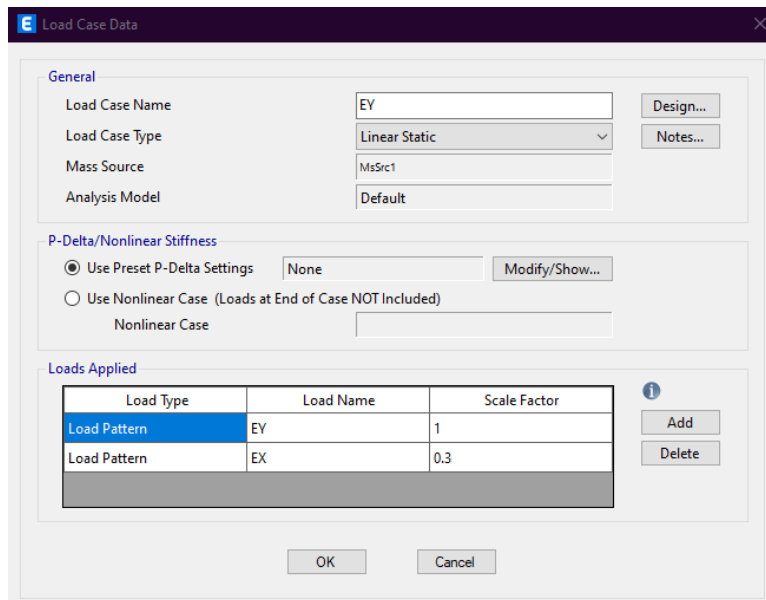 E Load Case Data
General
Load Case Name EY Design...
Load Case Type Linear Static Notes...
Mass Source MsSrc1
Analysis Model Default
P-Delta/Nonlinear Stiffness
Use Preset P-Delta Settings None Modify/Show...
Use Nonlinear Case (Loads at End of Case NOT Included)
Nonlinear Case
Loads Applied
Load Type Load Name Scale Factor
Load Pattern EY 1 Add
Load Pattern EX 0.3 Delete
OK Cancel